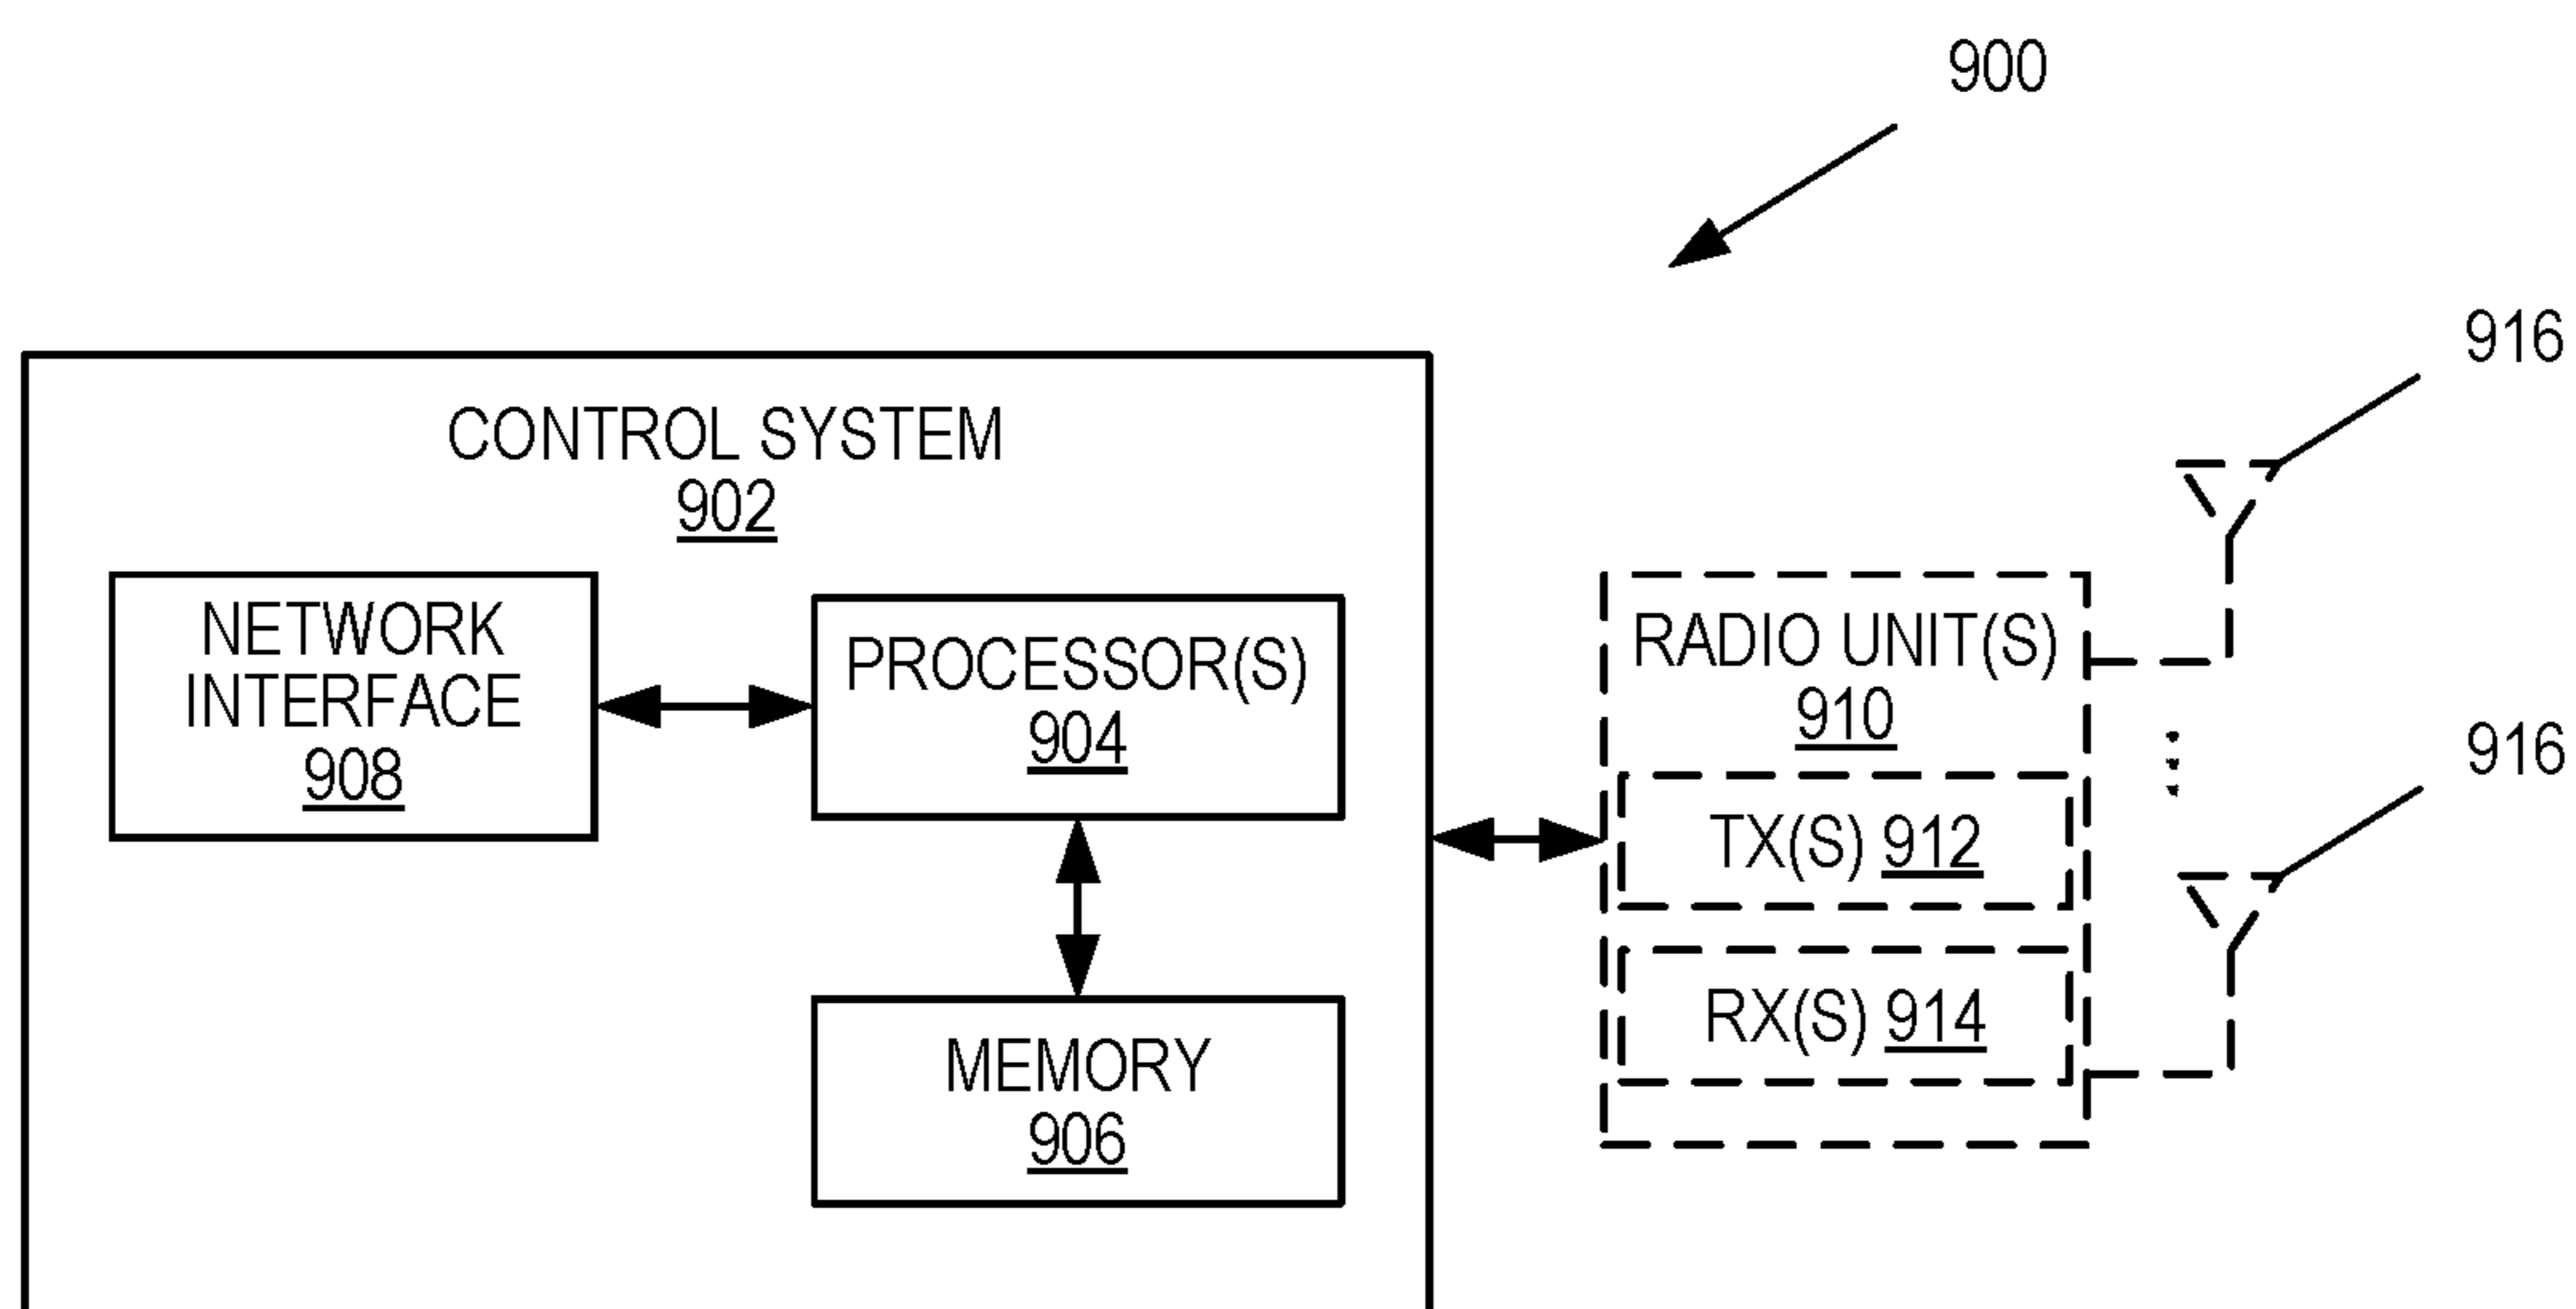 900
916
CONTROL SYSTEM
902
NETWORK
INTERFACE
908
PROCESSOR(S)
904
MEMORY
906
RADIO UNIT(S)
910
TX(S) 912
RX(S) 914
916